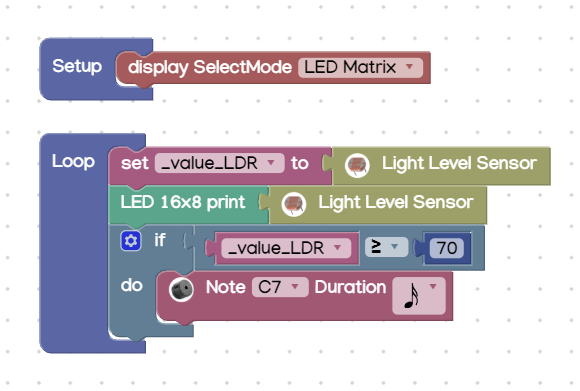 Setup display SelectMode LED Matrix
Loop set _value_LDR to Light Level Sensor
LED 16x8 print Light Level Sensor
if _value_LDR ≥ 70
do Note C7 Duration